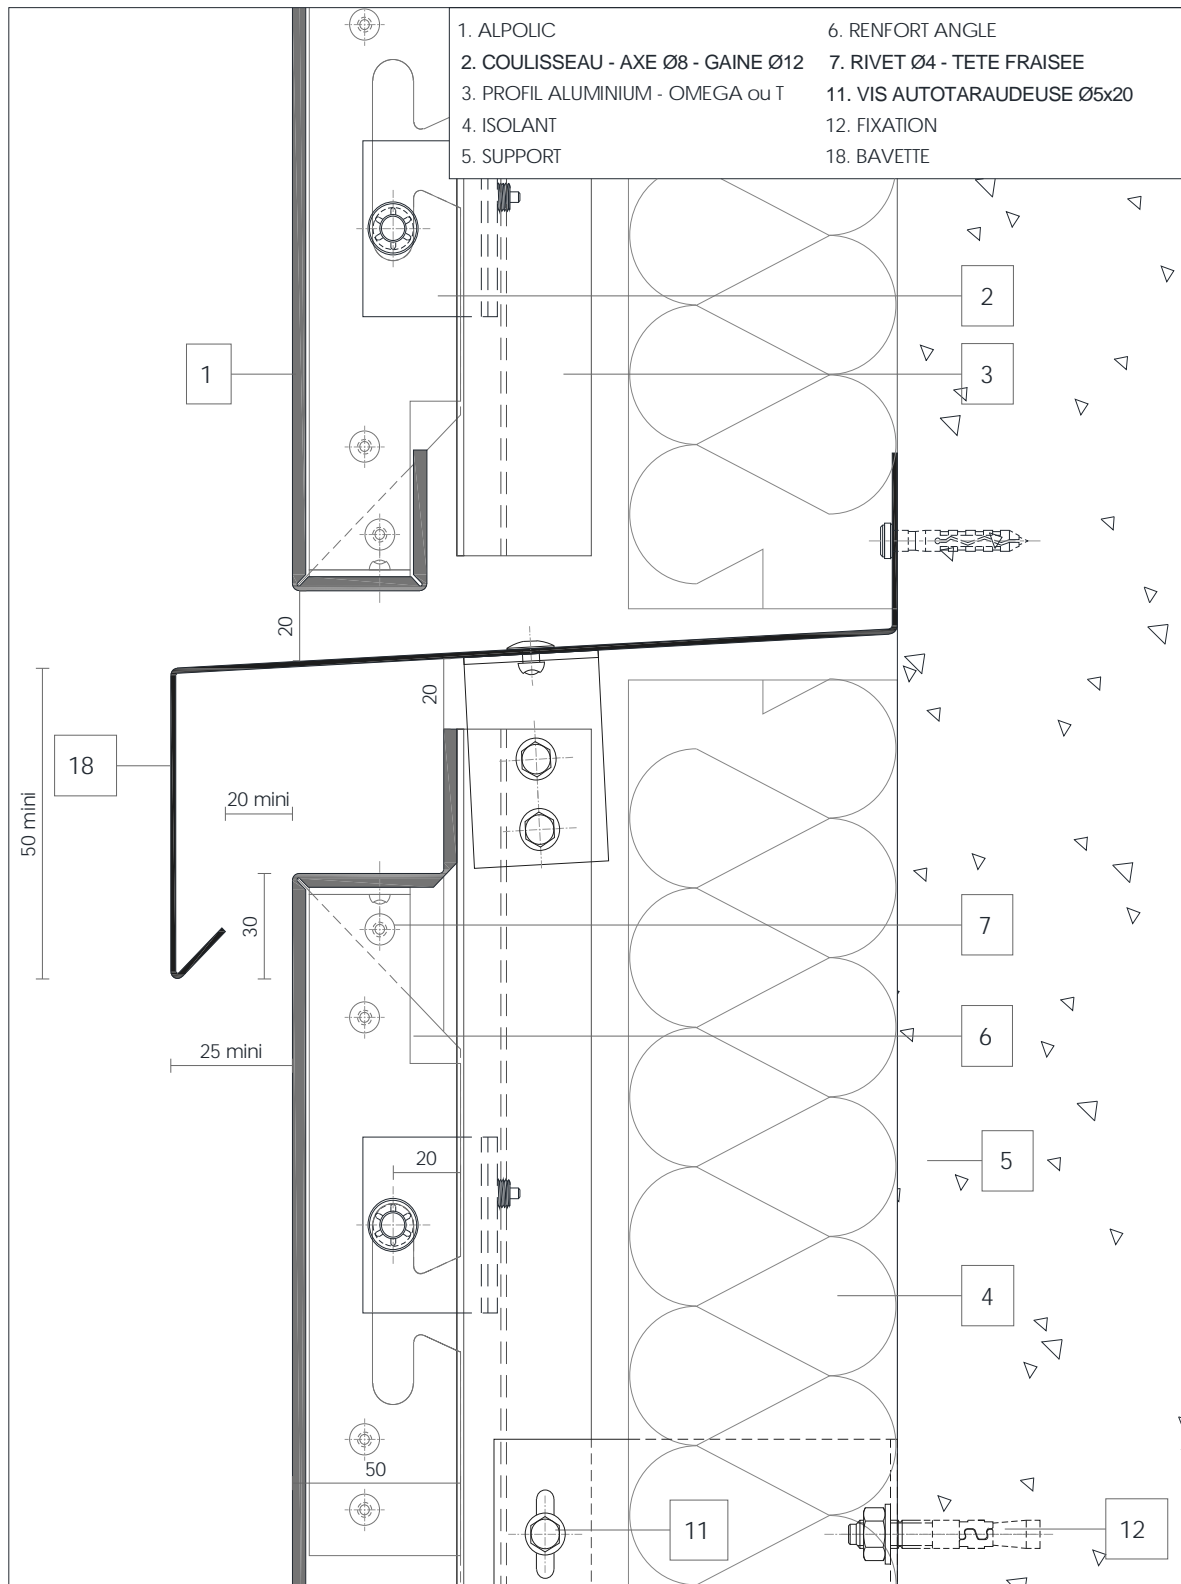 1. ALPOLIC
2. COULISSEAU - AXE Ø8 - GAINE Ø12
3. PROFIL ALUMINIUM - OMEGA ou T
4. ISOLANT
5. SUPPORT
6. RENFORT ANGLE
7. RIVET Ø4 - TETE FRAISEE
11. VIS AUTOTARAUDEUSE Ø5x20
12. FIXATION
18. BAVETTE
2
1
3
20
20
18
50 mini
20 mini
30
7
6
25 mini
5
20
4
50
11
12